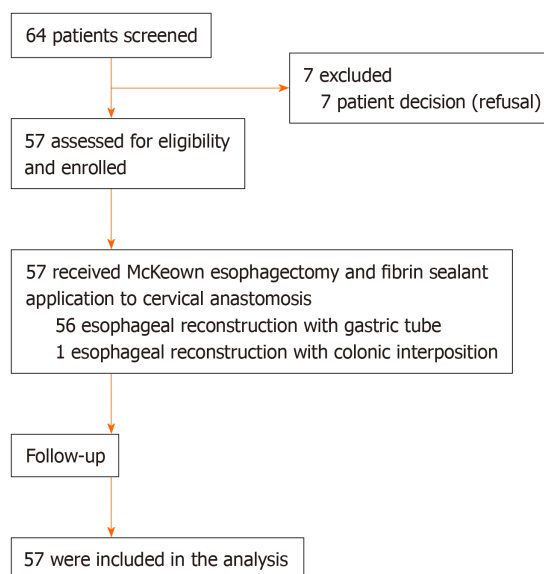 64 patients screened
7 excluded
7 patient decision (refusal)
57 assessed for eligibility
and enrolled
57 received McKeown esophagectomy and fibrin sealant
application to cervical anastomosis
56 esophageal reconstruction with gastric tube
1 esophageal reconstruction with colonic interposition
Follow-up
57 were included in the analysis